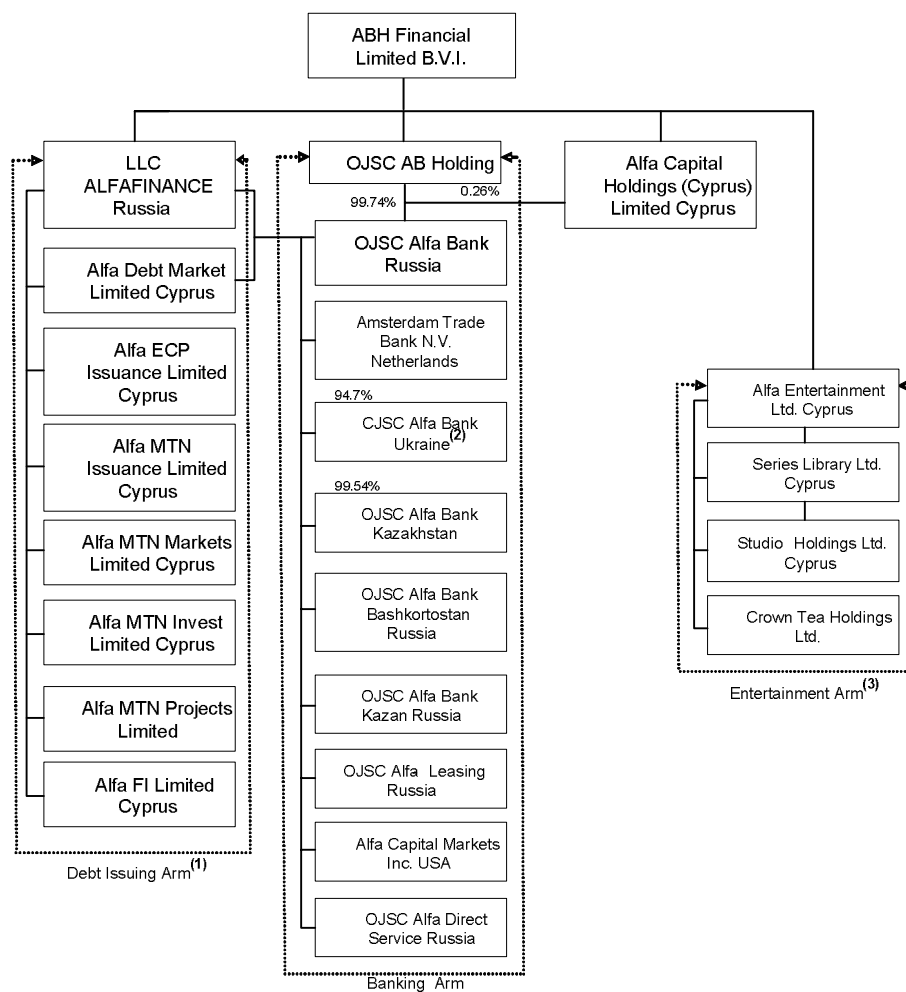 ABH Financial
Limited B.V.I.
LLC
ALFAFINANCE
Russia
OJSC AB Holding
Alfa Capital
Holdings (Cyprus)
Limited Cyprus
99.74%
0.26%
OJSC Alfa Bank
Russia
Alfa Debt Market
Limited Cyprus
Alfa ECP
Issuance Limited
Cyprus
Alfa MTN
Issuance Limited
Cyprus
Alfa MTN Markets
Limited Cyprus
Alfa MTN Invest
Limited Cyprus
Alfa MTN Projects
Limited
Alfa FI Limited
Cyprus
Debt Issuing Arm(1)
Amsterdam Trade
Bank N.V.
Netherlands
94.7%
CJSC Alfa Bank
Ukraine(2)
99.54%
OJSC Alfa Bank
Kazakhstan
OJSC Alfa Bank
Bashkortostan
Russia
OJSC Alfa Bank
Kazan Russia
OJSC Alfa Leasing
Russia
Alfa Capital Markets
Inc. USA
OJSC Alfa Direct
Service Russia
Banking Arm
Alfa Entertainment
Ltd. Cyprus
Series Library Ltd.
Cyprus
Studio Holdings Ltd.
Cyprus
Crown Tea Holdings
Ltd.
Entertainment Arm(3)